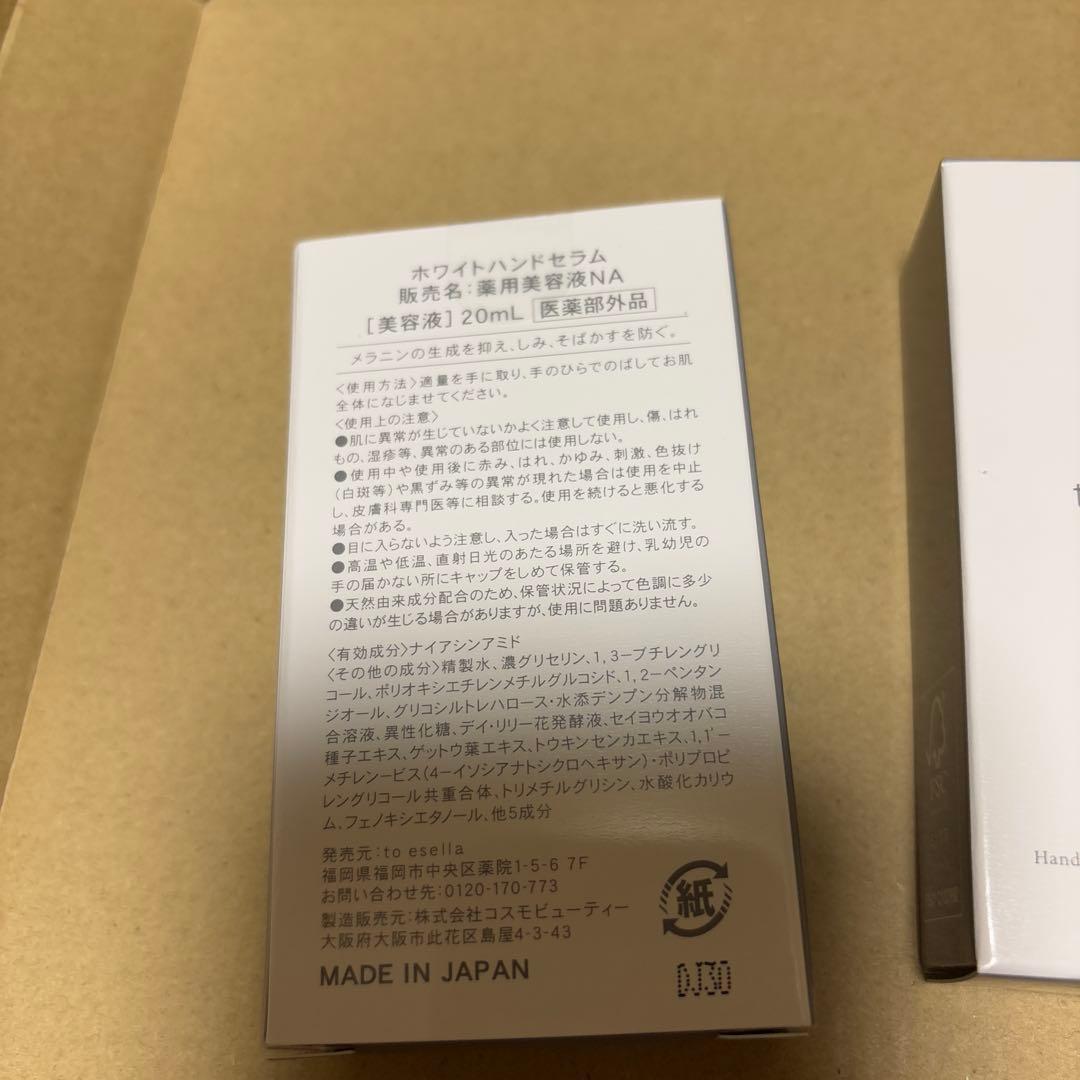 ホワイトハンドセラム
販売名:薬用美容液NA
[美容液] 20mL 医薬部外品
メラニンの生成を抑え、しみ、そばかすを防ぐ。
〈使用方法〉適量を手に取り、手のひらでのばしてお肌
全体になじませてください。
〈使用上の注意〉
●肌に異常が生じていないかよく注意して使用し、傷、はれ
もの、湿疹等、異常のある部位には使用しない。
●使用中や使用後に赤み、はれ、かゆみ、刺激、色抜け
(白斑等)や黒ずみ等の異常が現れた場合は使用を中止
し、皮膚科専門医等に相談する。使用を続けると悪化する
場合がある。
●目に入らないよう注意し、入った場合はすぐに洗い流す。
●高温や低温、直射日光のあたる場所を避け、乳幼児の
手の届かない所にキャップをしめて保管する。
●天然由来成分配合のため、保管状況によって色調に多少
の違いが生じる場合がありますが、使用に問題ありません。
〈有効成分〉ナイアシンアミド
〈その他の成分〉精製水、濃グリセリン、1,3ーブチレングリ
コール、ポリオキシエチレンメチルグルコシド、1,2ーペンタン
ジオール、グリコシルトレハロース・水添デンプン分解物混
合溶液、異性化糖、デイ・リリー花発酵液、セイヨウオオバコ
種子エキス、ゲットウ葉エキス、トウキンセンカエキス、1,1'ー
メチレンービス(4ーイソシアナトシクロヘキサン)・ポリプロピ
レングリコール共重合体、トリメチルグリシン、水酸化カリウ
ム、フェノキシエタノール、他5成分
発売元:to esella
福岡県福岡市中央区薬院1-5-6 7F
お問い合わせ先:0120-170-773
製造販売元:株式会社コスモビューティー
大阪府大阪市此花区島屋4-3-43
MADE IN JAPAN
紙
DJ30
t
Hand